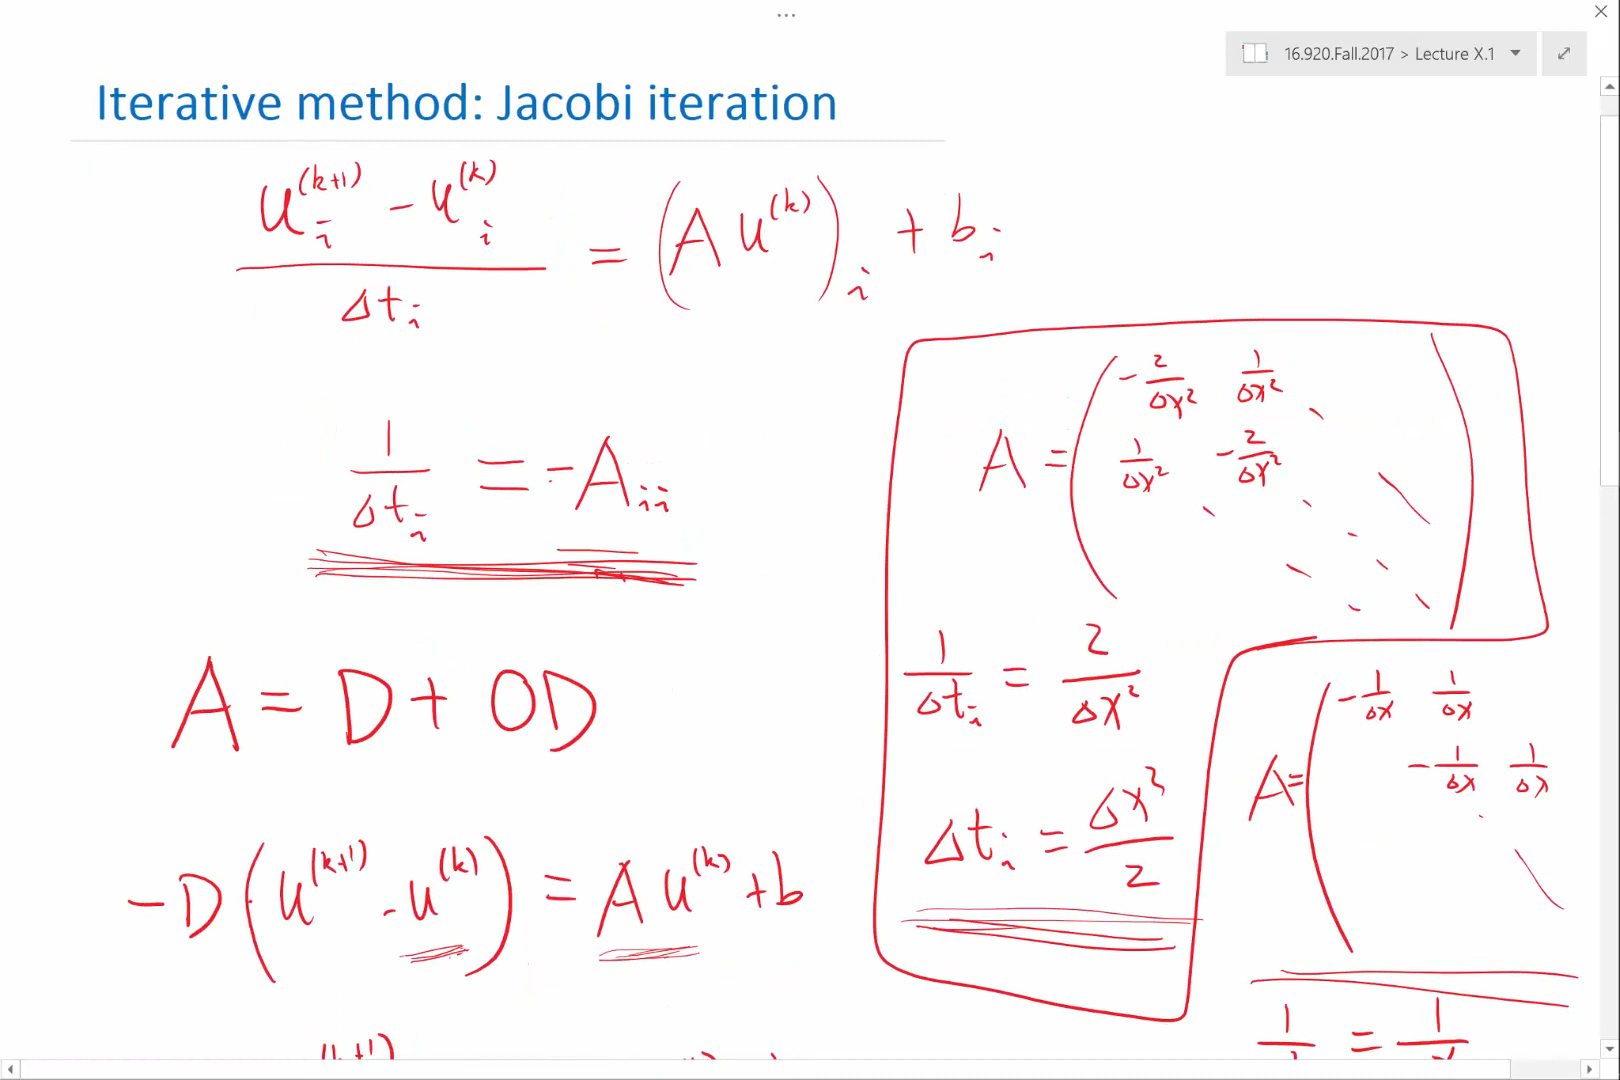 16.920.Fall.2017 > Lecture X.1
Iterative method: Jacobi iteration
(u_i^(k+1) - u_i^(k)) / Δt_i = (A u^(k))_i + b_i
1/Δt_i = -A_ii
A = D + OD
-D (u^(k+1) - u^(k)) = A u^(k) + b
A = ( -2/Δx² 1/Δx²
1/Δx² -2/Δx² )
1/Δt_i = 2/Δx²
Δt_i = Δx²/2
A = ( -1/Δx 1/Δx
-1/Δx 1/Δx